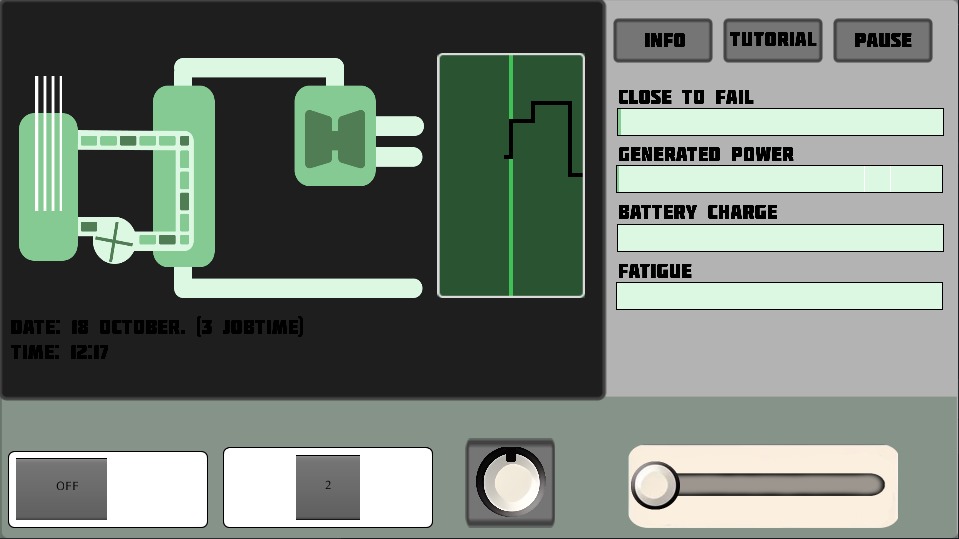 INFO TUTORIAL PAUSE
CLOSE TO FAIL
GENERATED POWER
BATTERY CHARGE
FATIGUE
DATE: 18 OCTOBER. (3 JOBTIME)
TIME: 12:17
OFF
2